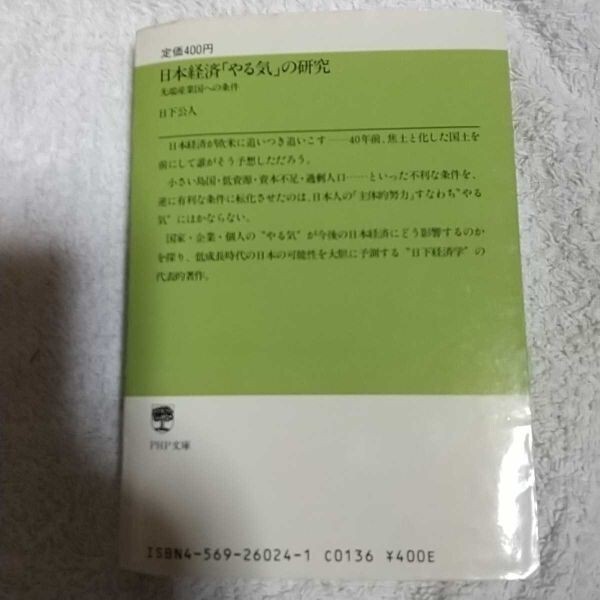 定価400円
日本経済「やる気」の研究
先端産業国への条件
日下公人
日本経済が欧米に追いつき追いこす——40年前、焦土と化した国土を
前にして誰がそう予想しただろう。
小さい島国・低資源・資本不足・過剰人口……といった不利な条件を、
逆に有利な条件に転化させたのは、日本人の「主体的努力」すなわち“やる
気”にほかならない。
国家・企業・個人の“やる気”が今後の日本経済にどう影響するのか
を探り、低成長時代の日本の可能性を大胆に予測する“日下経済学”の
代表的著作。
PHP文庫
ISBN4-569-26024-1 C0136 ¥400E